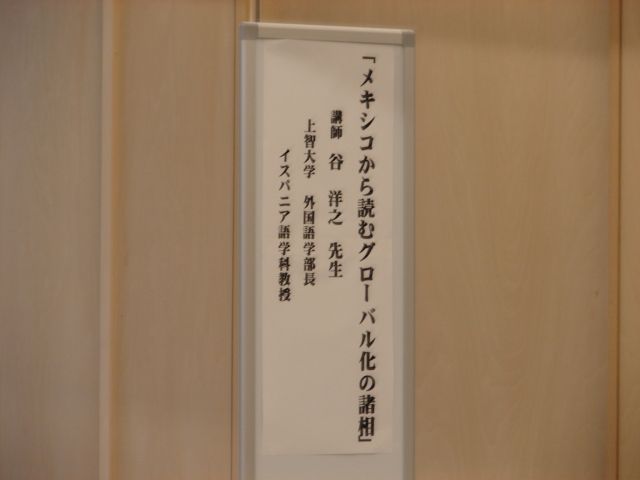 「メキシコから読むグローバル化の諸相」
講師 谷 洋之 先生
上智大学 外国語学部長
イスパニア語学科教授